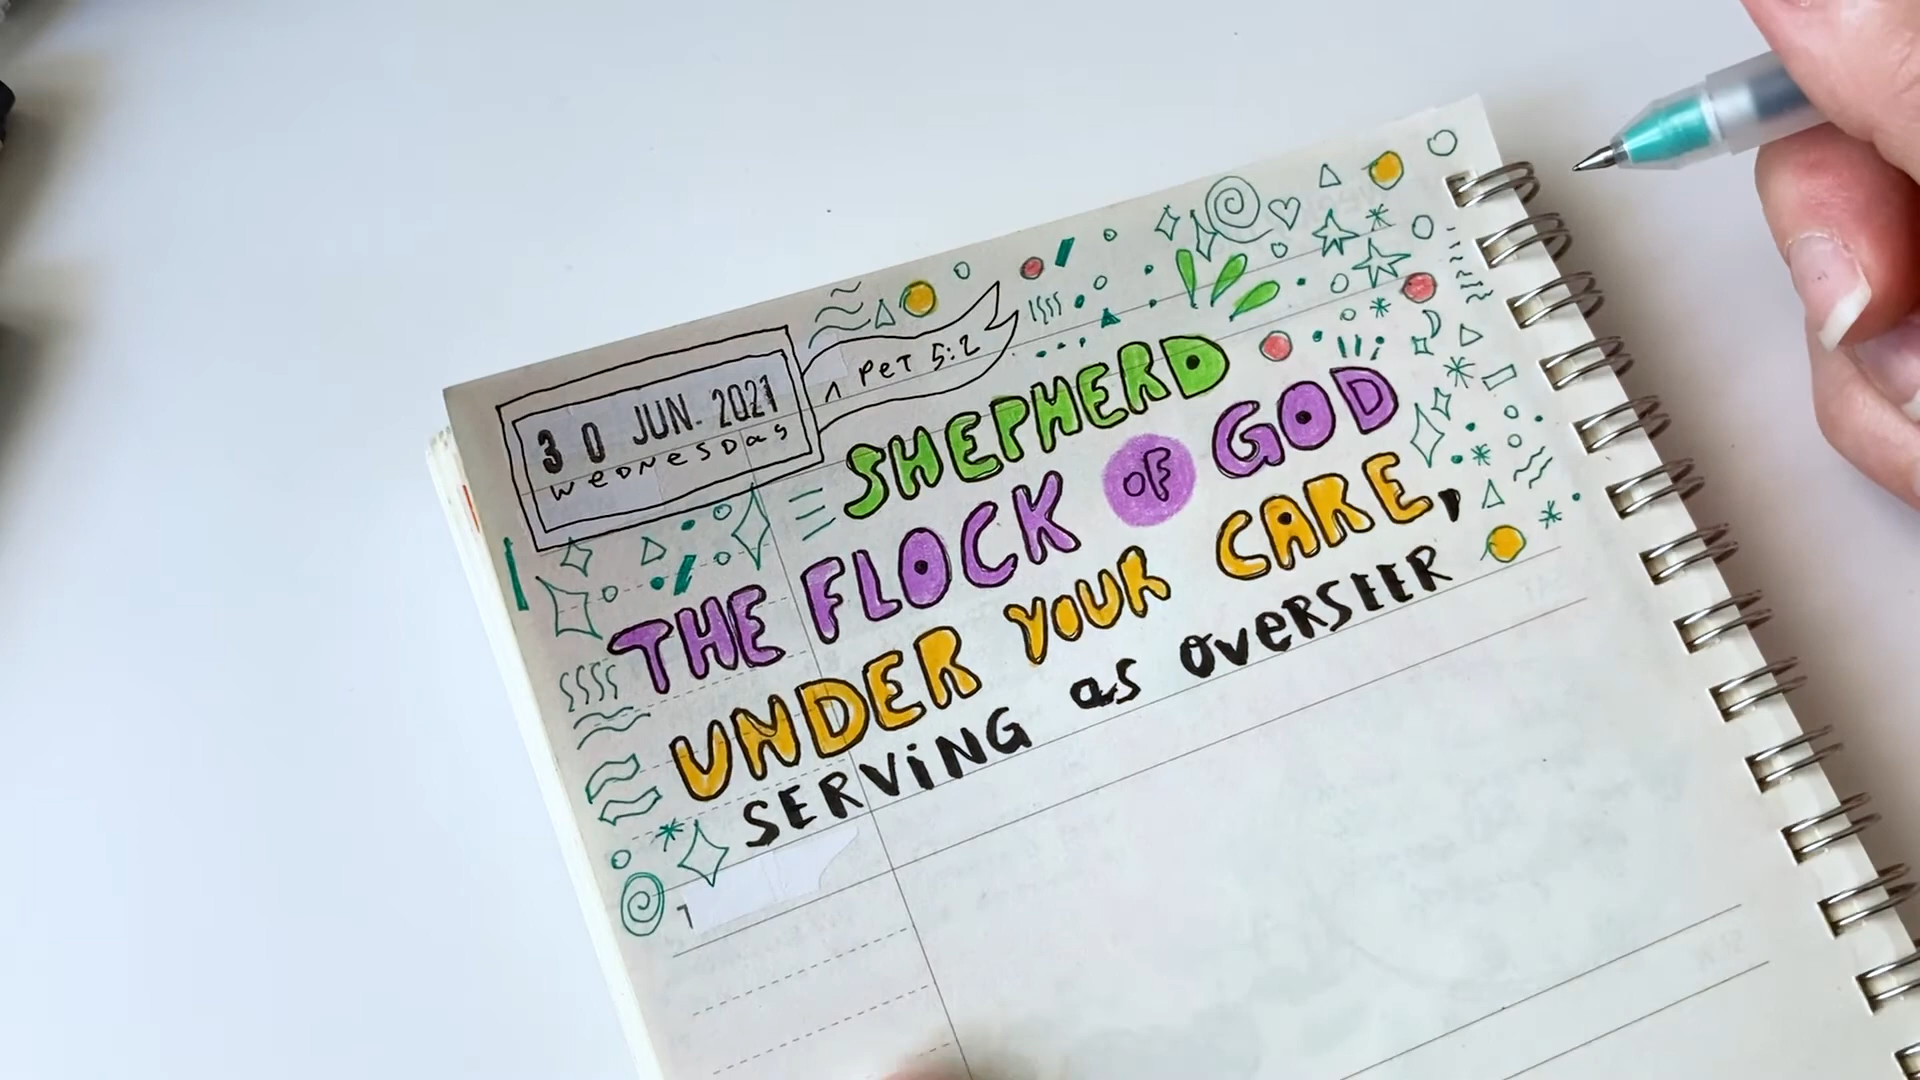 30 JUN. 2021
WEDNESDAY
1 PET 5:2
SHEPHERD
THE FLOCK OF GOD
UNDER YOUR CARE,
SERVING as OVERSEER
7